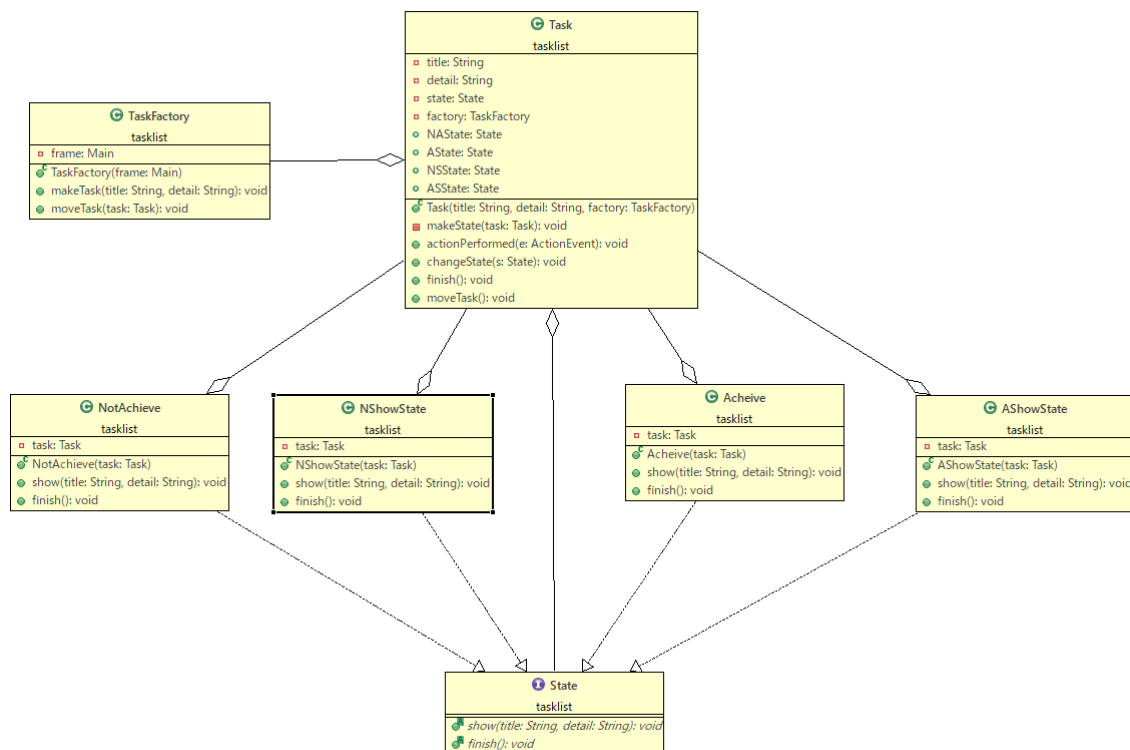 Task
tasklist
title: String
detail: String
state: State
factory: TaskFactory
NAState: State
AState: State
NSState: State
ASState: State
Task(title: String, detail: String, factory: TaskFactory)
makeState(task: Task): void
actionPerformed(e: ActionEvent): void
changeState(s: State): void
finish(): void
moveTask(): void
TaskFactory
tasklist
frame: Main
TaskFactory(frame: Main)
makeTask(title: String, detail: String): void
moveTask(task: Task): void
NotAchieve
tasklist
task: Task
NotAchieve(task: Task)
show(title: String, detail: String): void
finish(): void
NShowState
tasklist
task: Task
NShowState(task: Task)
show(title: String, detail: String): void
finish(): void
Acheive
tasklist
task: Task
Acheive(task: Task)
show(title: String, detail: String): void
finish(): void
AShowState
tasklist
task: Task
AShowState(task: Task)
show(title: String, detail: String): void
finish(): void
State
tasklist
show(title: String, detail: String): void
finish(): void